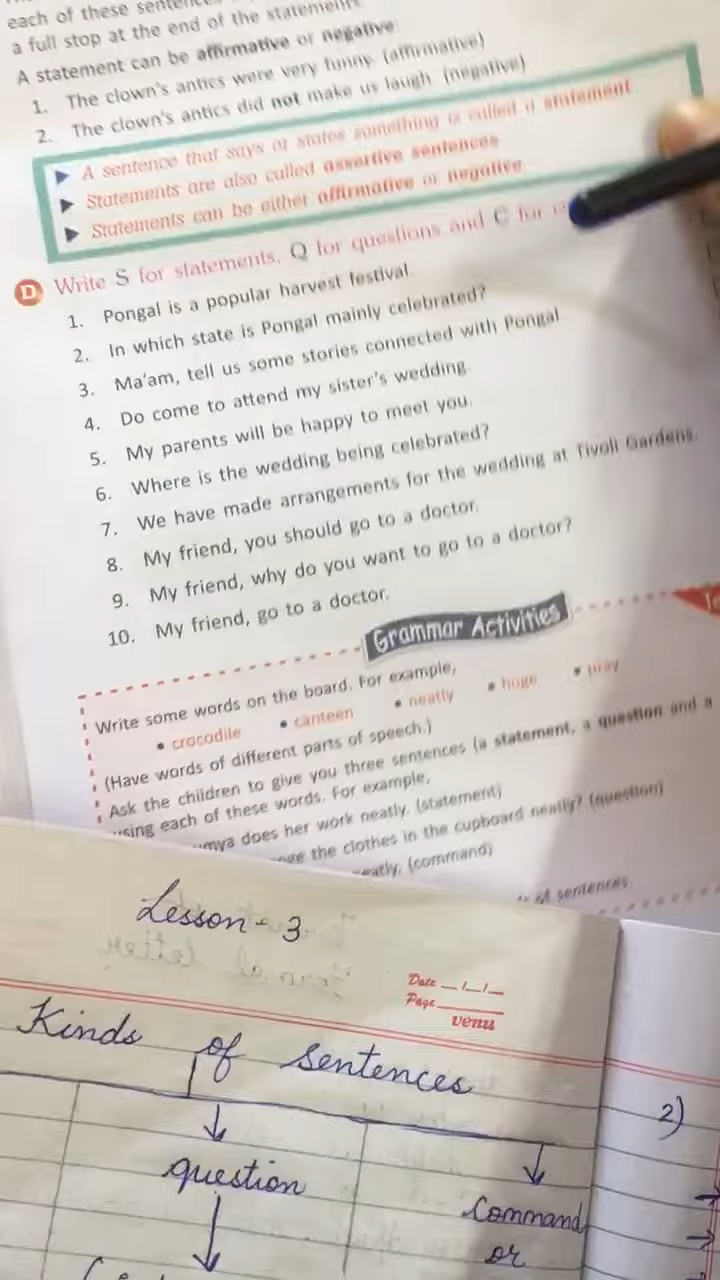 each of these sentences
a full stop at the end of the statement
A statement can be affirmative or negative.
1. The clown's antics were very funny. (affirmative)
2. The clown's antics did not make us laugh. (negative)
▶ A sentence that says or states something is called a statement
▶ Statements are also called assertive sentences
▶ Statements can be either affirmative or negative.
D Write S for statements, Q for questions and C for
1. Pongal is a popular harvest festival.
2. In which state is Pongal mainly celebrated?
3. Ma'am, tell us some stories connected with Pongal
4. Do come to attend my sister's wedding.
5. My parents will be happy to meet you.
6. Where is the wedding being celebrated?
7. We have made arrangements for the wedding at Tivoli Gardens.
8. My friend, you should go to a doctor.
9. My friend, why do you want to go to a doctor?
10. My friend, go to a doctor.
Grammar Activities
Write some words on the board. For example,
• crocodile • canteen • neatly • huge • pray
(Have words of different parts of speech.)
Ask the children to give you three sentences (a statement, a question and a
using each of these words. For example,
mya does her work neatly. (statement)
the clothes in the cupboard neatly? (question)
neatly. (command)
of sentences
Lesson - 3
Date _/_/_
Page
venus
Kinds of sentences
2)
question
Command
or